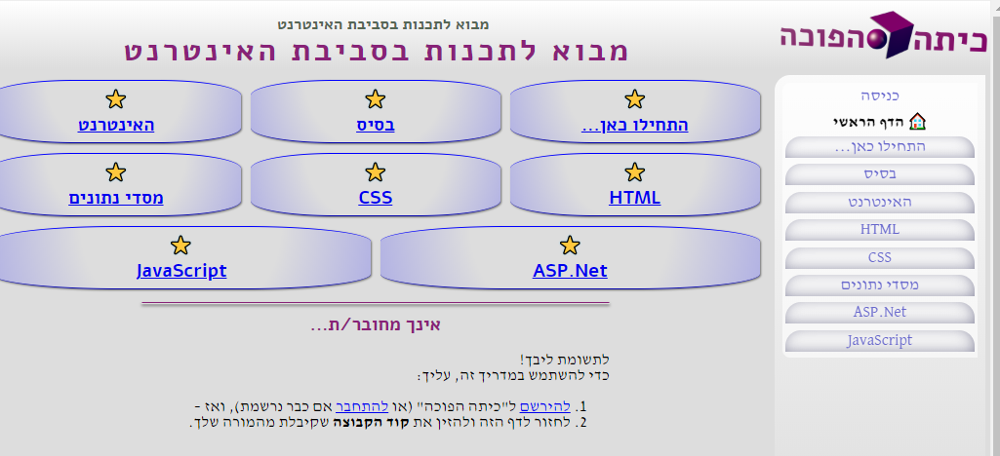 כיתה הפוכה
כניסה
הדף הראשי
התחילו כאן...
בסיס
האינטרנט
HTML
CSS
מסדי נתונים
ASP.Net
JavaScript
מבוא לתכנות בסביבת האינטרנט
מבוא לתכנות בסביבת האינטרנט
התחילו כאן...
בסיס
האינטרנט
HTML
CSS
מסדי נתונים
ASP.Net
JavaScript
אינך מחובר/ת...
לתשומת ליבך!
כדי להשתמש במדריך זה, עליך:
1. להירשם ל"כיתה הפוכה" (או להתחבר אם כבר נרשמת), ואז -
2. לחזור לדף הזה ולהזין את קוד הקבוצה שקיבלת מהמורה שלך.